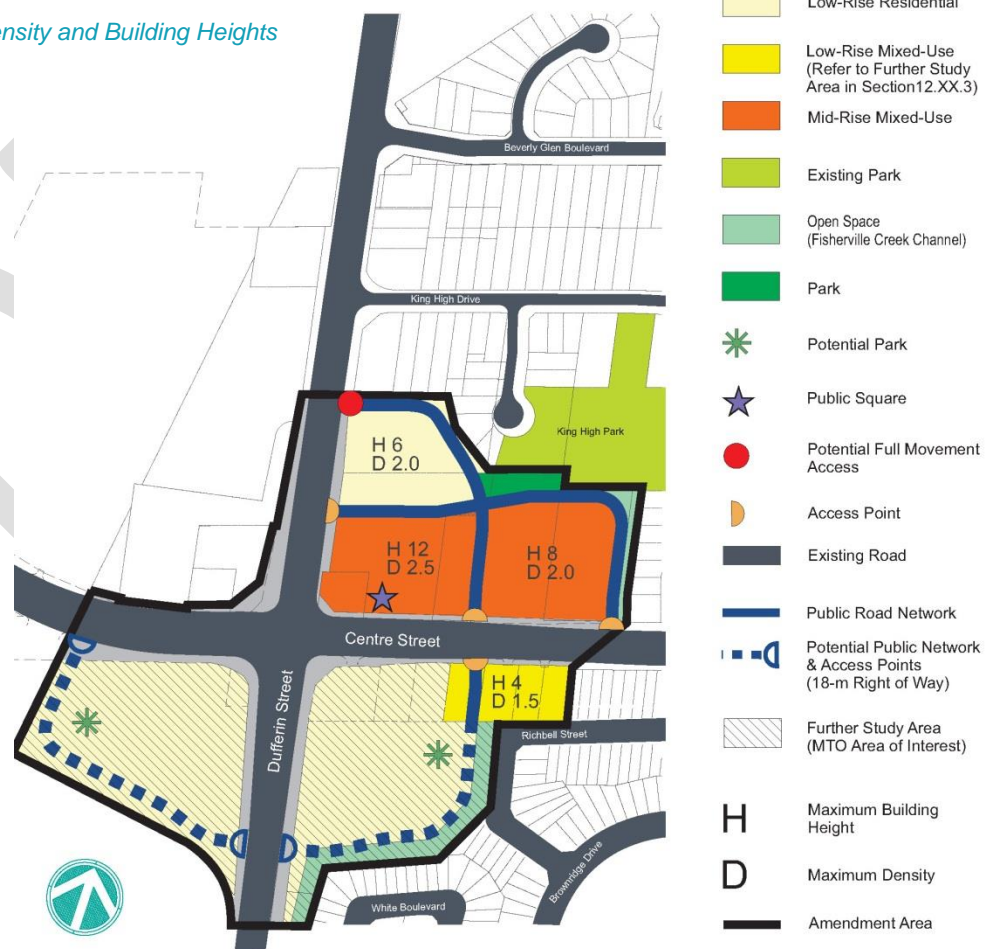 ensity and Building Heights
Low-Rise Residential
Low-Rise Mixed-Use
(Refer to Further Study
Area in Section12.XX.3)
Mid-Rise Mixed-Use
Existing Park
Open Space
(Fisherville Creek Channel)
Park
Potential Park
Public Square
Potential Full Movement
Access
Access Point
Existing Road
Public Road Network
Potential Public Network
& Access Points
(18-m Right of Way)
Further Study Area
(MTO Area of Interest)
H
Maximum Building
Height
D
Maximum Density
Amendment Area
Beverly Glen Boulevard
King High Drive
King High Park
H 6
D 2.0
H 12
D 2.5
H 8
D 2.0
Centre Street
H 4
D 1.5
Dufferin Street
Richbell Street
Brownridge Drive
White Boulevard